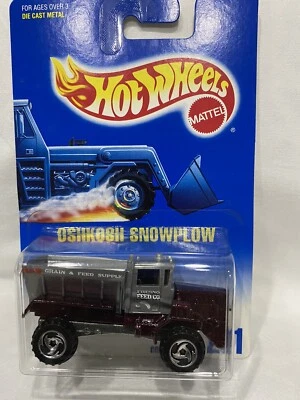 FOR AGES OVER 3
DIE CAST METAL
Hot Wheels
MATTEL
OSHKOSH SNOWPLOW
GRAIN & FEED SUPPLY
FEED CO